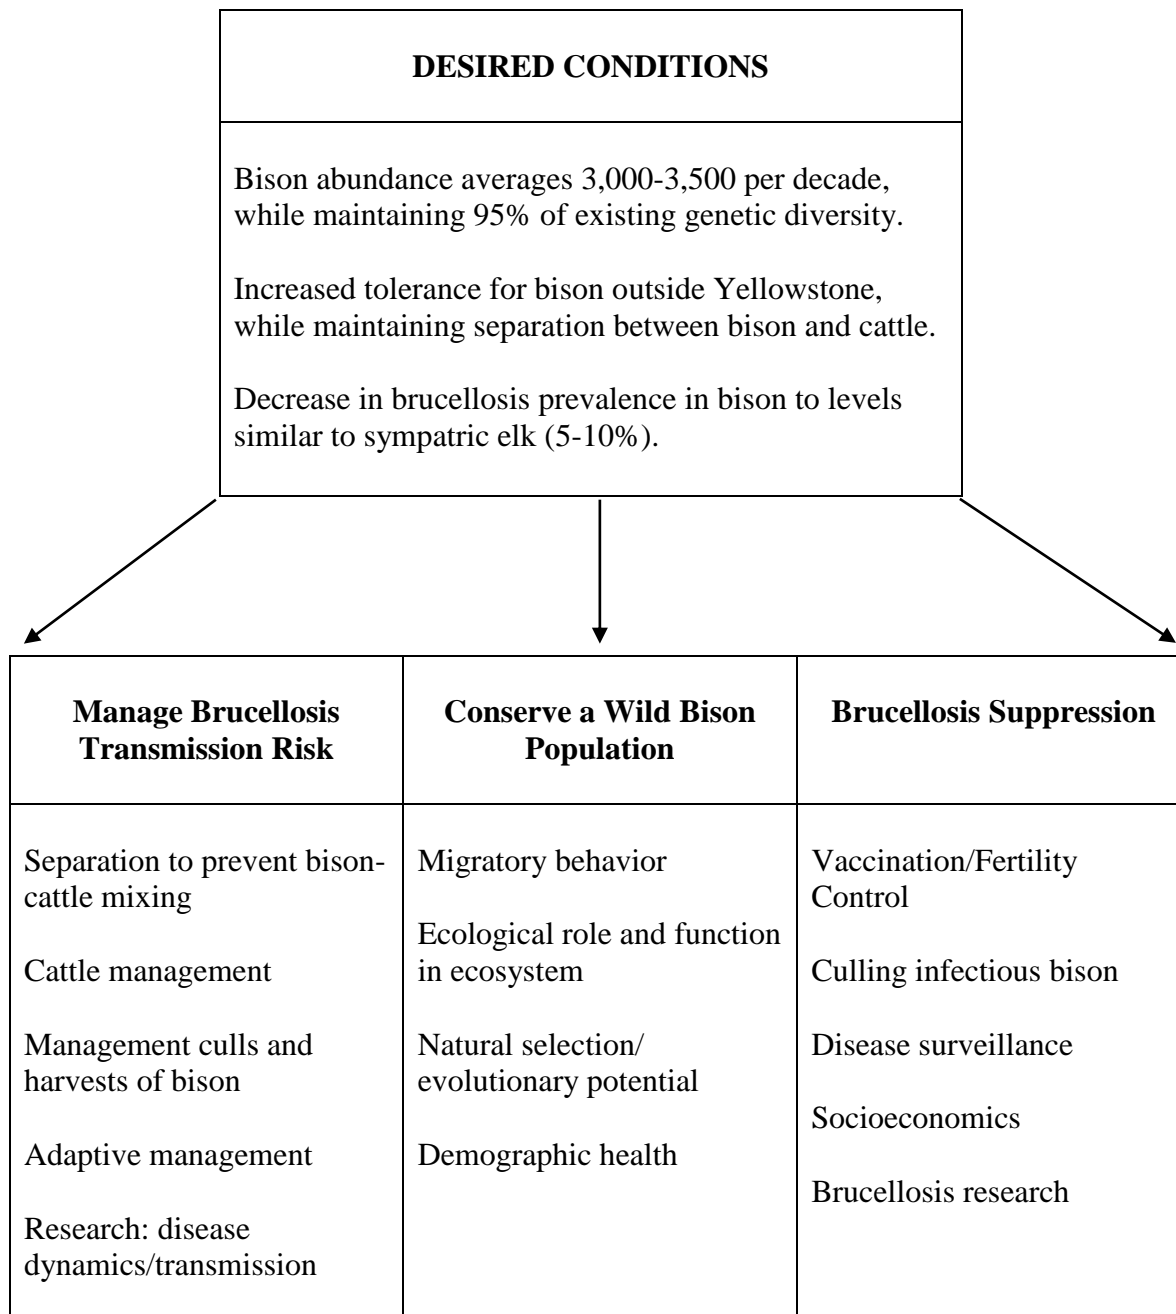 DESIRED CONDITIONS
Bison abundance averages 3,000-3,500 per decade,
while maintaining 95% of existing genetic diversity.
Increased tolerance for bison outside Yellowstone,
while maintaining separation between bison and cattle.
Decrease in brucellosis prevalence in bison to levels
similar to sympatric elk (5-10%).
Manage Brucellosis
Transmission Risk
Separation to prevent bison-
cattle mixing
Cattle management
Management culls and
harvests of bison
Adaptive management
Research: disease
dynamics/transmission
Conserve a Wild Bison
Population
Migratory behavior
Ecological role and function
in ecosystem
Natural selection/
evolutionary potential
Demographic health
Brucellosis Suppression
Vaccination/Fertility
Control
Culling infectious bison
Disease surveillance
Socioeconomics
Brucellosis research